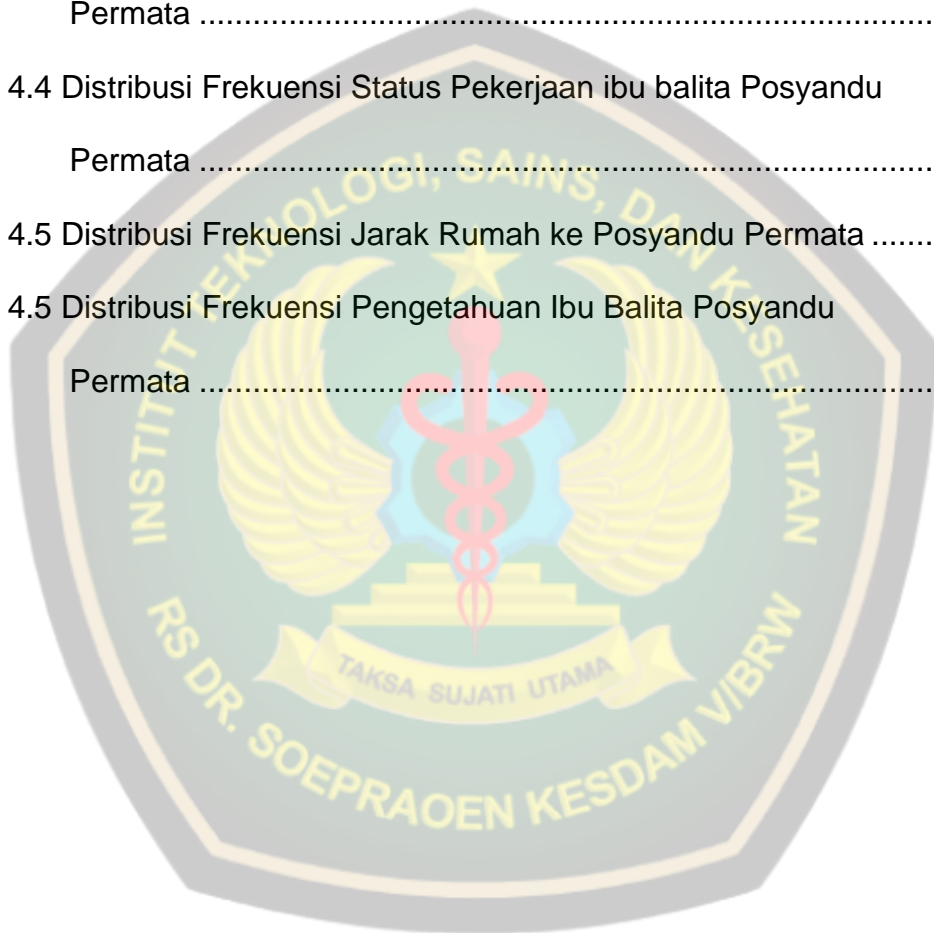 Permata ....................................................................................
4.4 Distribusi Frekuensi Status Pekerjaan ibu balita Posyandu
Permata ....................................................................................
4.5 Distribusi Frekuensi Jarak Rumah ke Posyandu Permata .......
4.5 Distribusi Frekuensi Pengetahuan Ibu Balita Posyandu
Permata ....................................................................................
INSTITUT TEKNOLOGI, SAINS, DAN KESEHATAN
TAKSA SUJATI UTAMA
RS DR. SOEPRAOEN KESDAM V/BRW